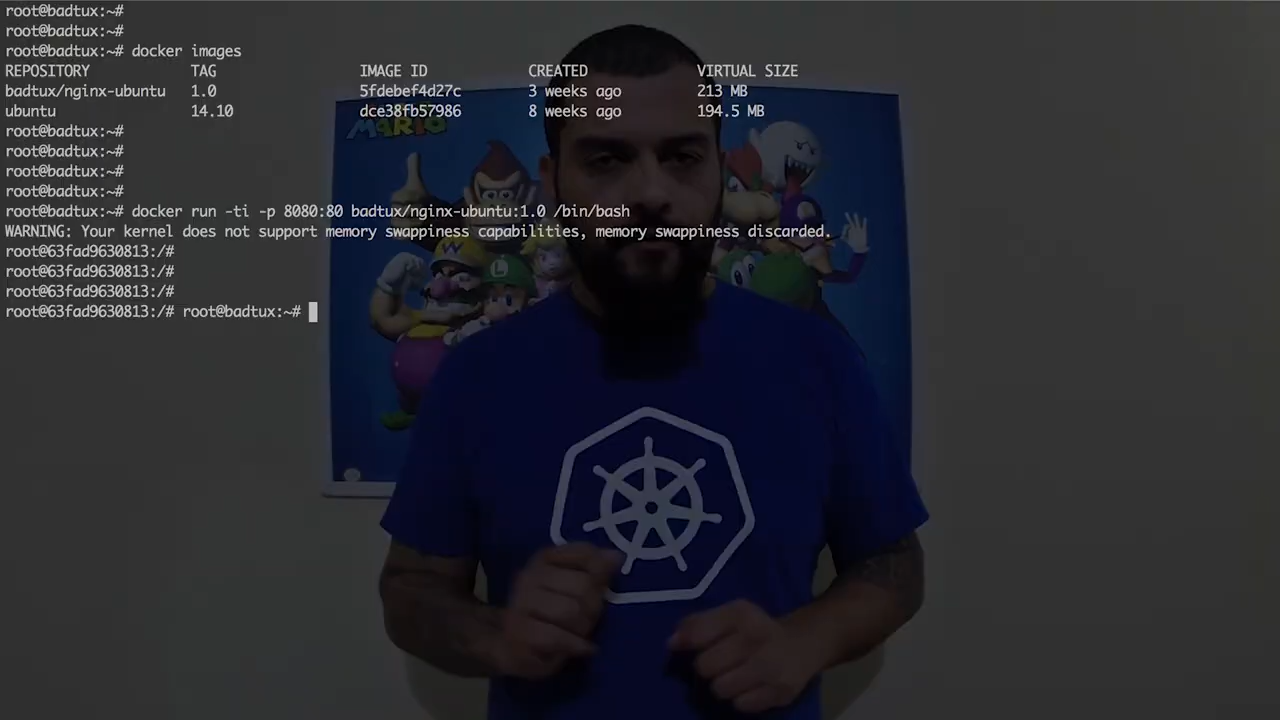 root@badtux:~#
root@badtux:~#
root@badtux:~# docker images
REPOSITORY TAG IMAGE ID CREATED VIRTUAL SIZE
badtux/nginx-ubuntu 1.0 5fdebef4d27c 3 weeks ago 213 MB
ubuntu 14.10 dce38fb57986 8 weeks ago 194.5 MB
root@badtux:~#
root@badtux:~#
root@badtux:~#
root@badtux:~#
root@badtux:~# docker run -ti -p 8080:80 badtux/nginx-ubuntu:1.0 /bin/bash
WARNING: Your kernel does not support memory swappiness capabilities, memory swappiness discarded.
root@63fad9630813:/#
root@63fad9630813:/#
root@63fad9630813:/#
root@63fad9630813:/# root@badtux:~#
MARIO
W
L